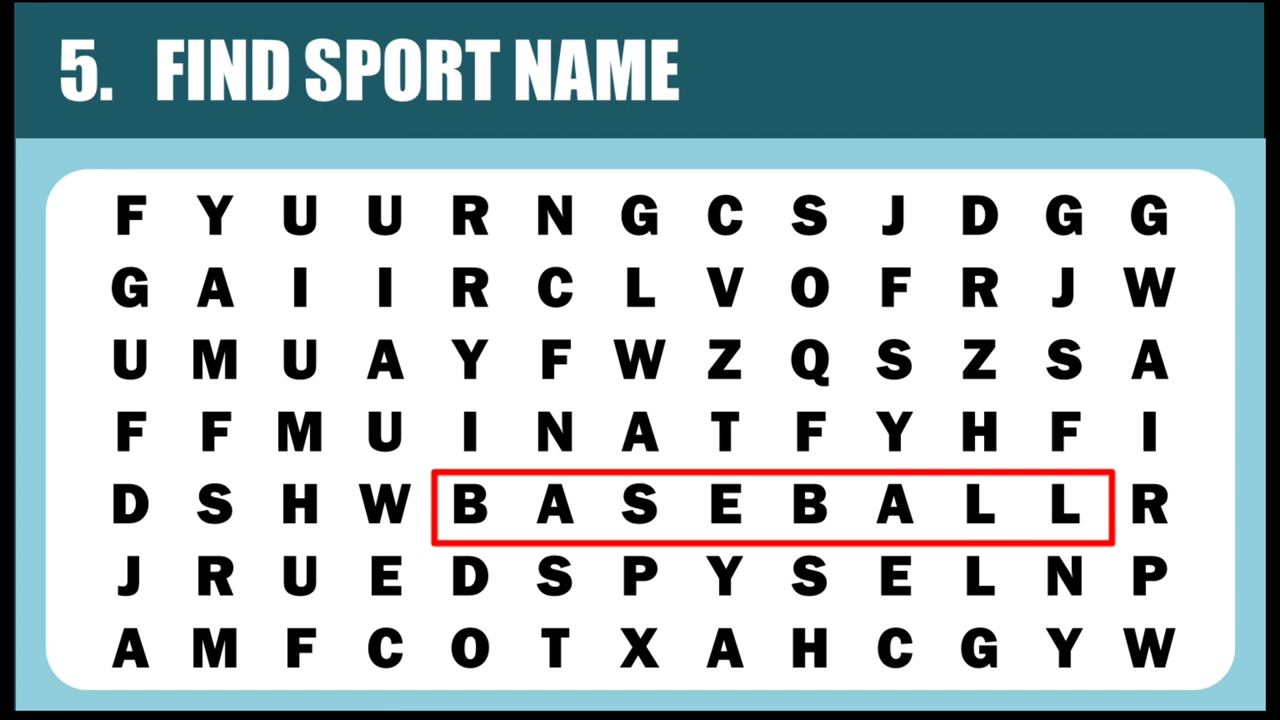 5. FIND SPORT NAME
F Y U U R N G C S J D G G
G A I I R C L V O F R J W
U M U A Y F W Z Q S Z S A
F F M U I N A T F Y H F I
D S H W B A S E B A L L R
J R U E D S P Y S E L N P
A M F C O T X A H C G Y W